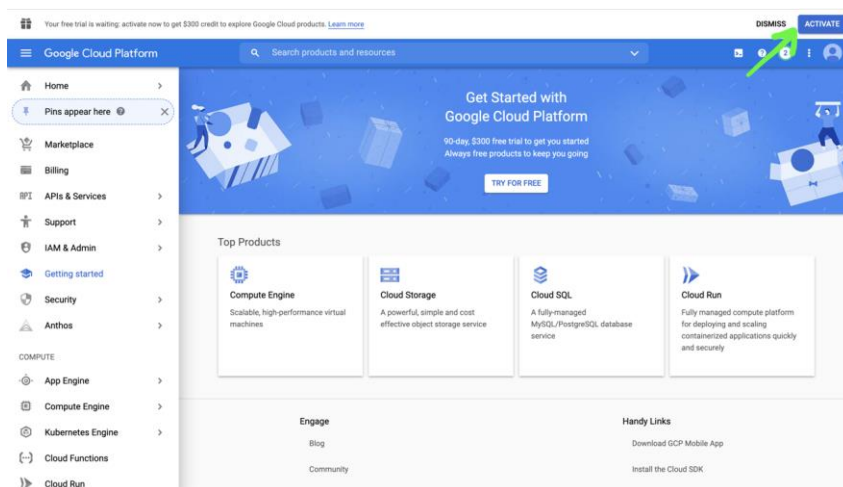 Your free trial is waiting: activate now to get $300 credit to explore Google Cloud products. Learn more
DISMISS
ACTIVATE
Google Cloud Platform
Search products and resources
2
Home
Pins appear here
Marketplace
Billing
API APIs & Services
Support
IAM & Admin
Getting started
Security
Anthos
COMPUTE
App Engine
Compute Engine
Kubernetes Engine
Cloud Functions
Cloud Run
Get Started with
Google Cloud Platform
90-day, $300 free trial to get you started
Always free products to keep you going
TRY FOR FREE
Top Products
Compute Engine
Scalable, high-performance virtual
machines
Cloud Storage
A powerful, simple and cost
effective object storage service
Cloud SQL
A fully-managed
MySQL/PostgreSQL database
service
Cloud Run
Fully managed compute platform
for deploying and scaling
containerized applications quickly
and securely
Engage
Blog
Community
Handy Links
Download GCP Mobile App
Install the Cloud SDK